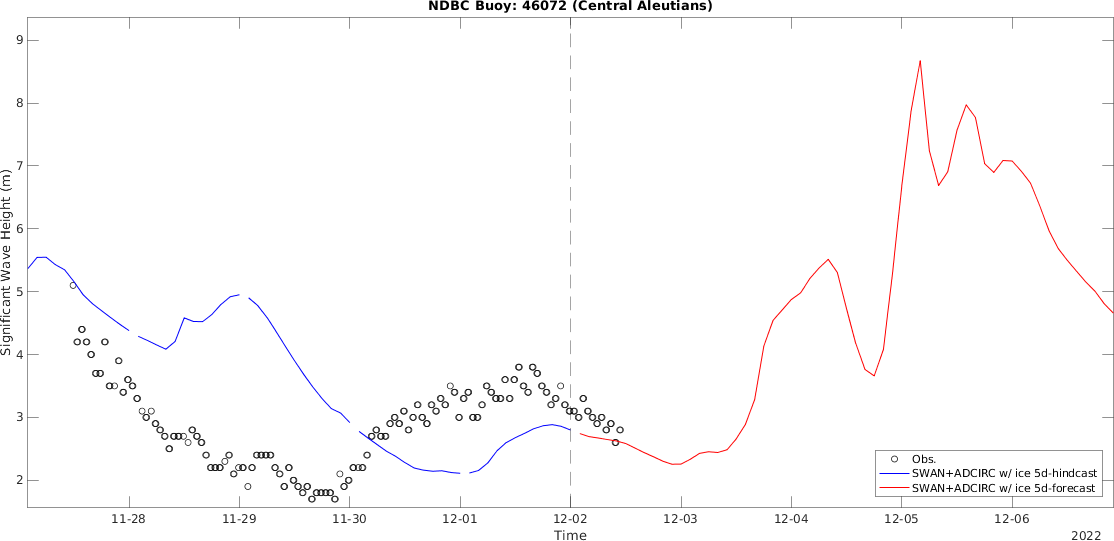 NDBC Buoy: 46072 (Central Aleutians)
Significant Wave Height (m)
9
8
7
6
5
4
3
2
11-28 11-29 11-30 12-01 12-02 12-03 12-04 12-05 12-06
Time
2022
Obs.
SWAN+ADCIRC w/ ice 5d-hindcast
SWAN+ADCIRC w/ ice 5d-forecast